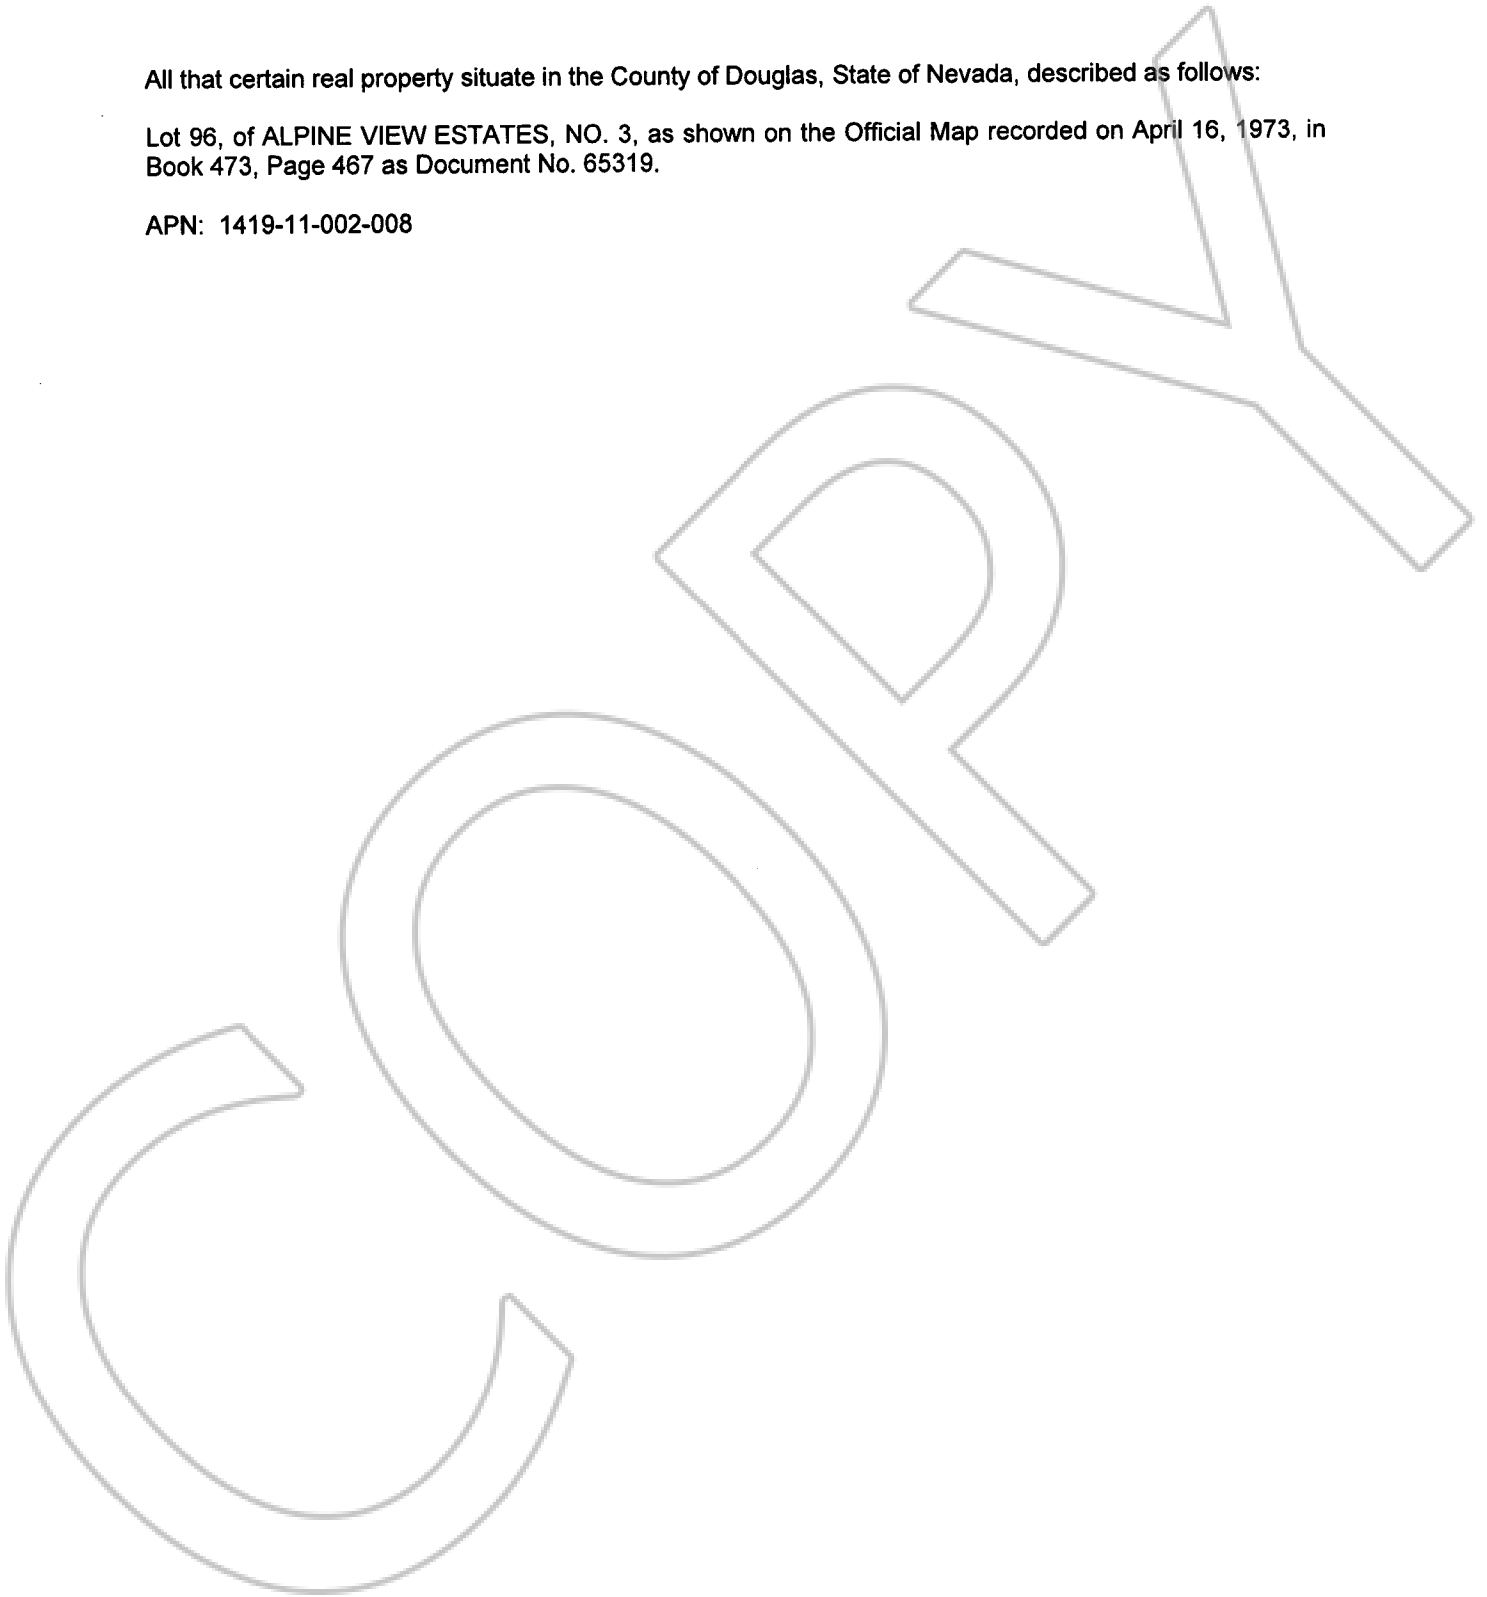 All that certain real property situate in the County of Douglas, State of Nevada, described as follows:
Lot 96, of ALPINE VIEW ESTATES, NO. 3, as shown on the Official Map recorded on April 16, 1973, in
Book 473, Page 467 as Document No. 65319.
APN: 1419-11-002-008
COPY